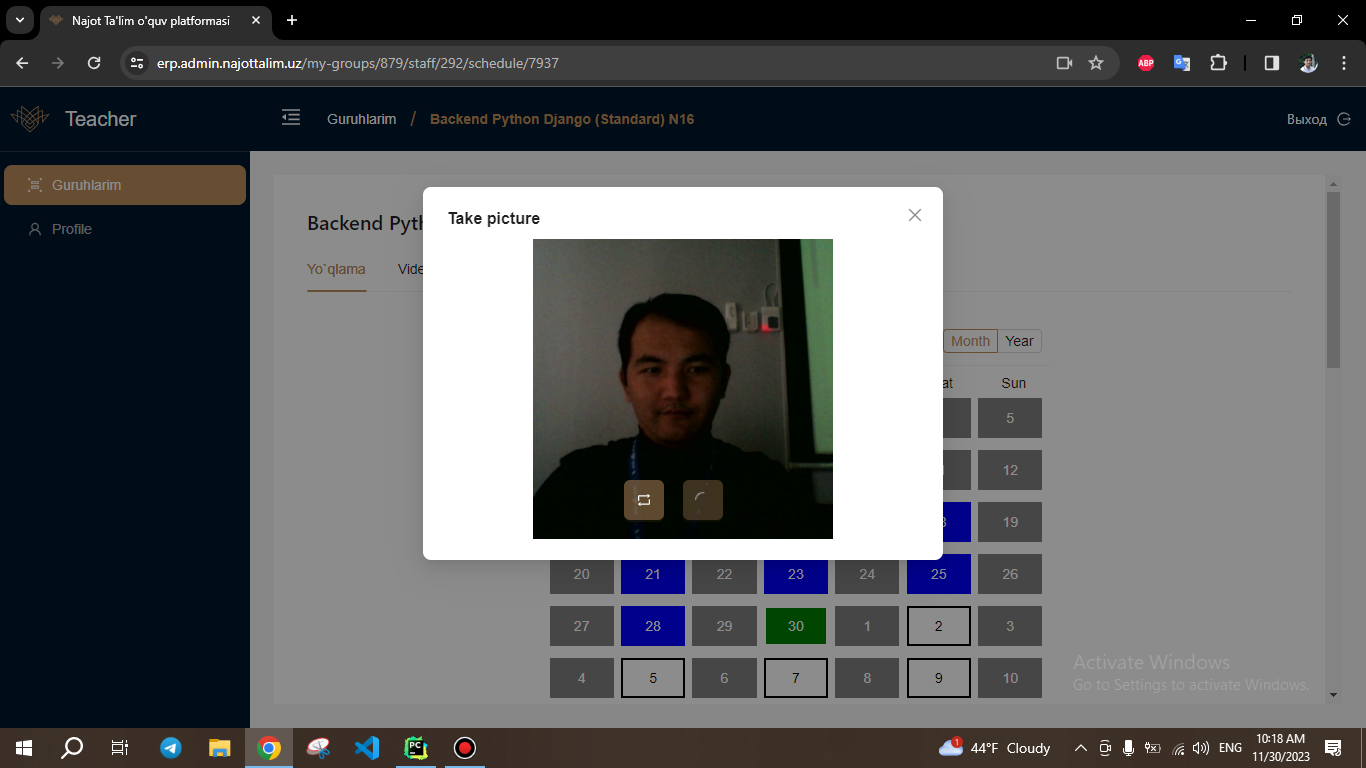 Najot Ta'lim o'quv platformasi
erp.admin.najottalim.uz/my-groups/879/staff/292/schedule/7937
ABP
Teacher
Guruhlarim / Backend Python Django (Standard) N16
Выход
Guruhlarim
Profile
Take picture
Backend Pyth
Yo`qlama
Vide
Month Year
at Sun
5
12
19
20 21 22 23 24 25 26
27 28 29 30 1 2 3
4 5 6 7 8 9 10
Activate Windows
Go to Settings to activate Windows.
PC
1
44°F Cloudy
ENG
10:18 AM
11/30/2023